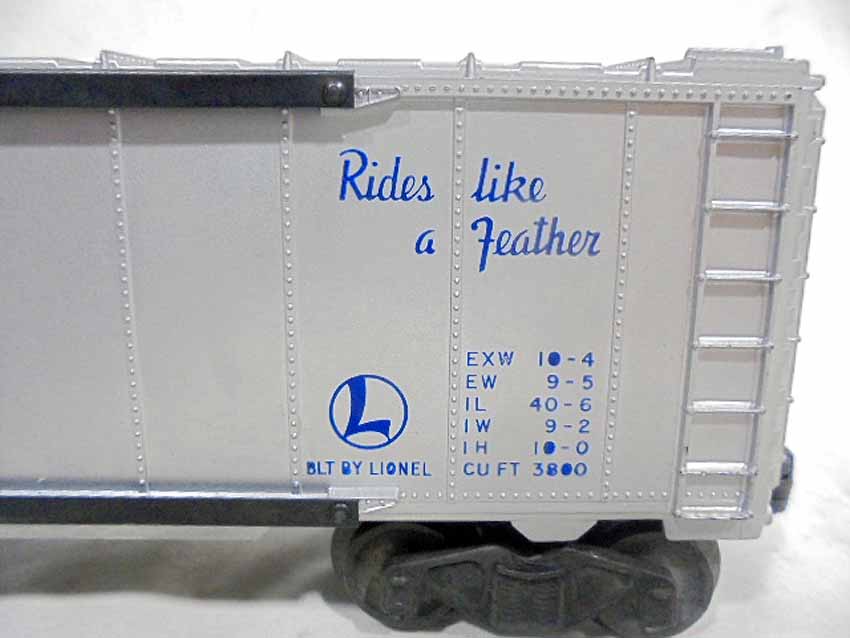 Rides like
a Feather
EXW 10-4
EW 9-5
IL 40-6
IW 9-2
IH 10-0
CU FT 3800
L
BLT BY LIONEL